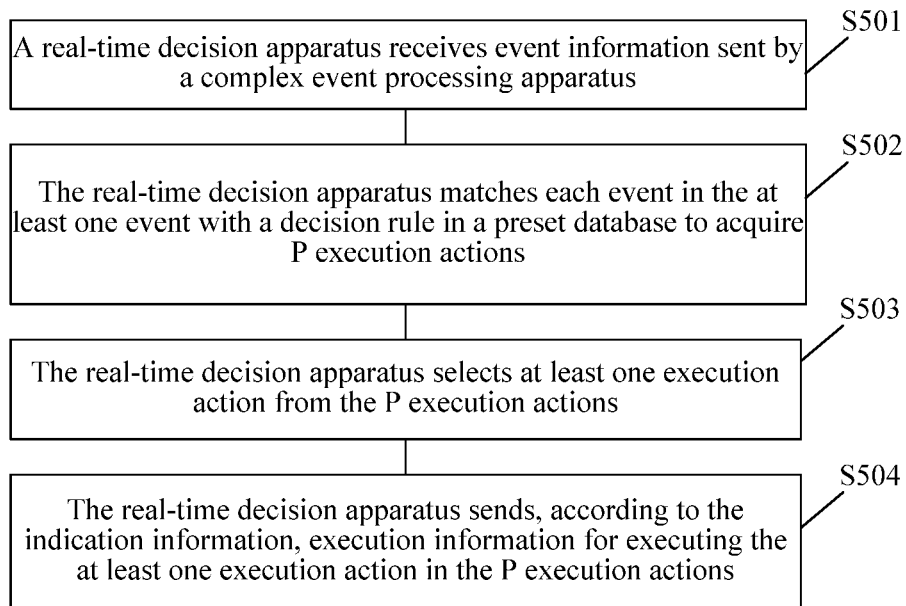 S501
A real-time decision apparatus receives event information sent by
a complex event processing apparatus
S502
The real-time decision apparatus matches each event in the at
least one event with a decision rule in a preset database to acquire
P execution actions
S503
The real-time decision apparatus selects at least one execution
action from the P execution actions
S504
The real-time decision apparatus sends, according to the
indication information, execution information for executing the
at least one execution action in the P execution actions